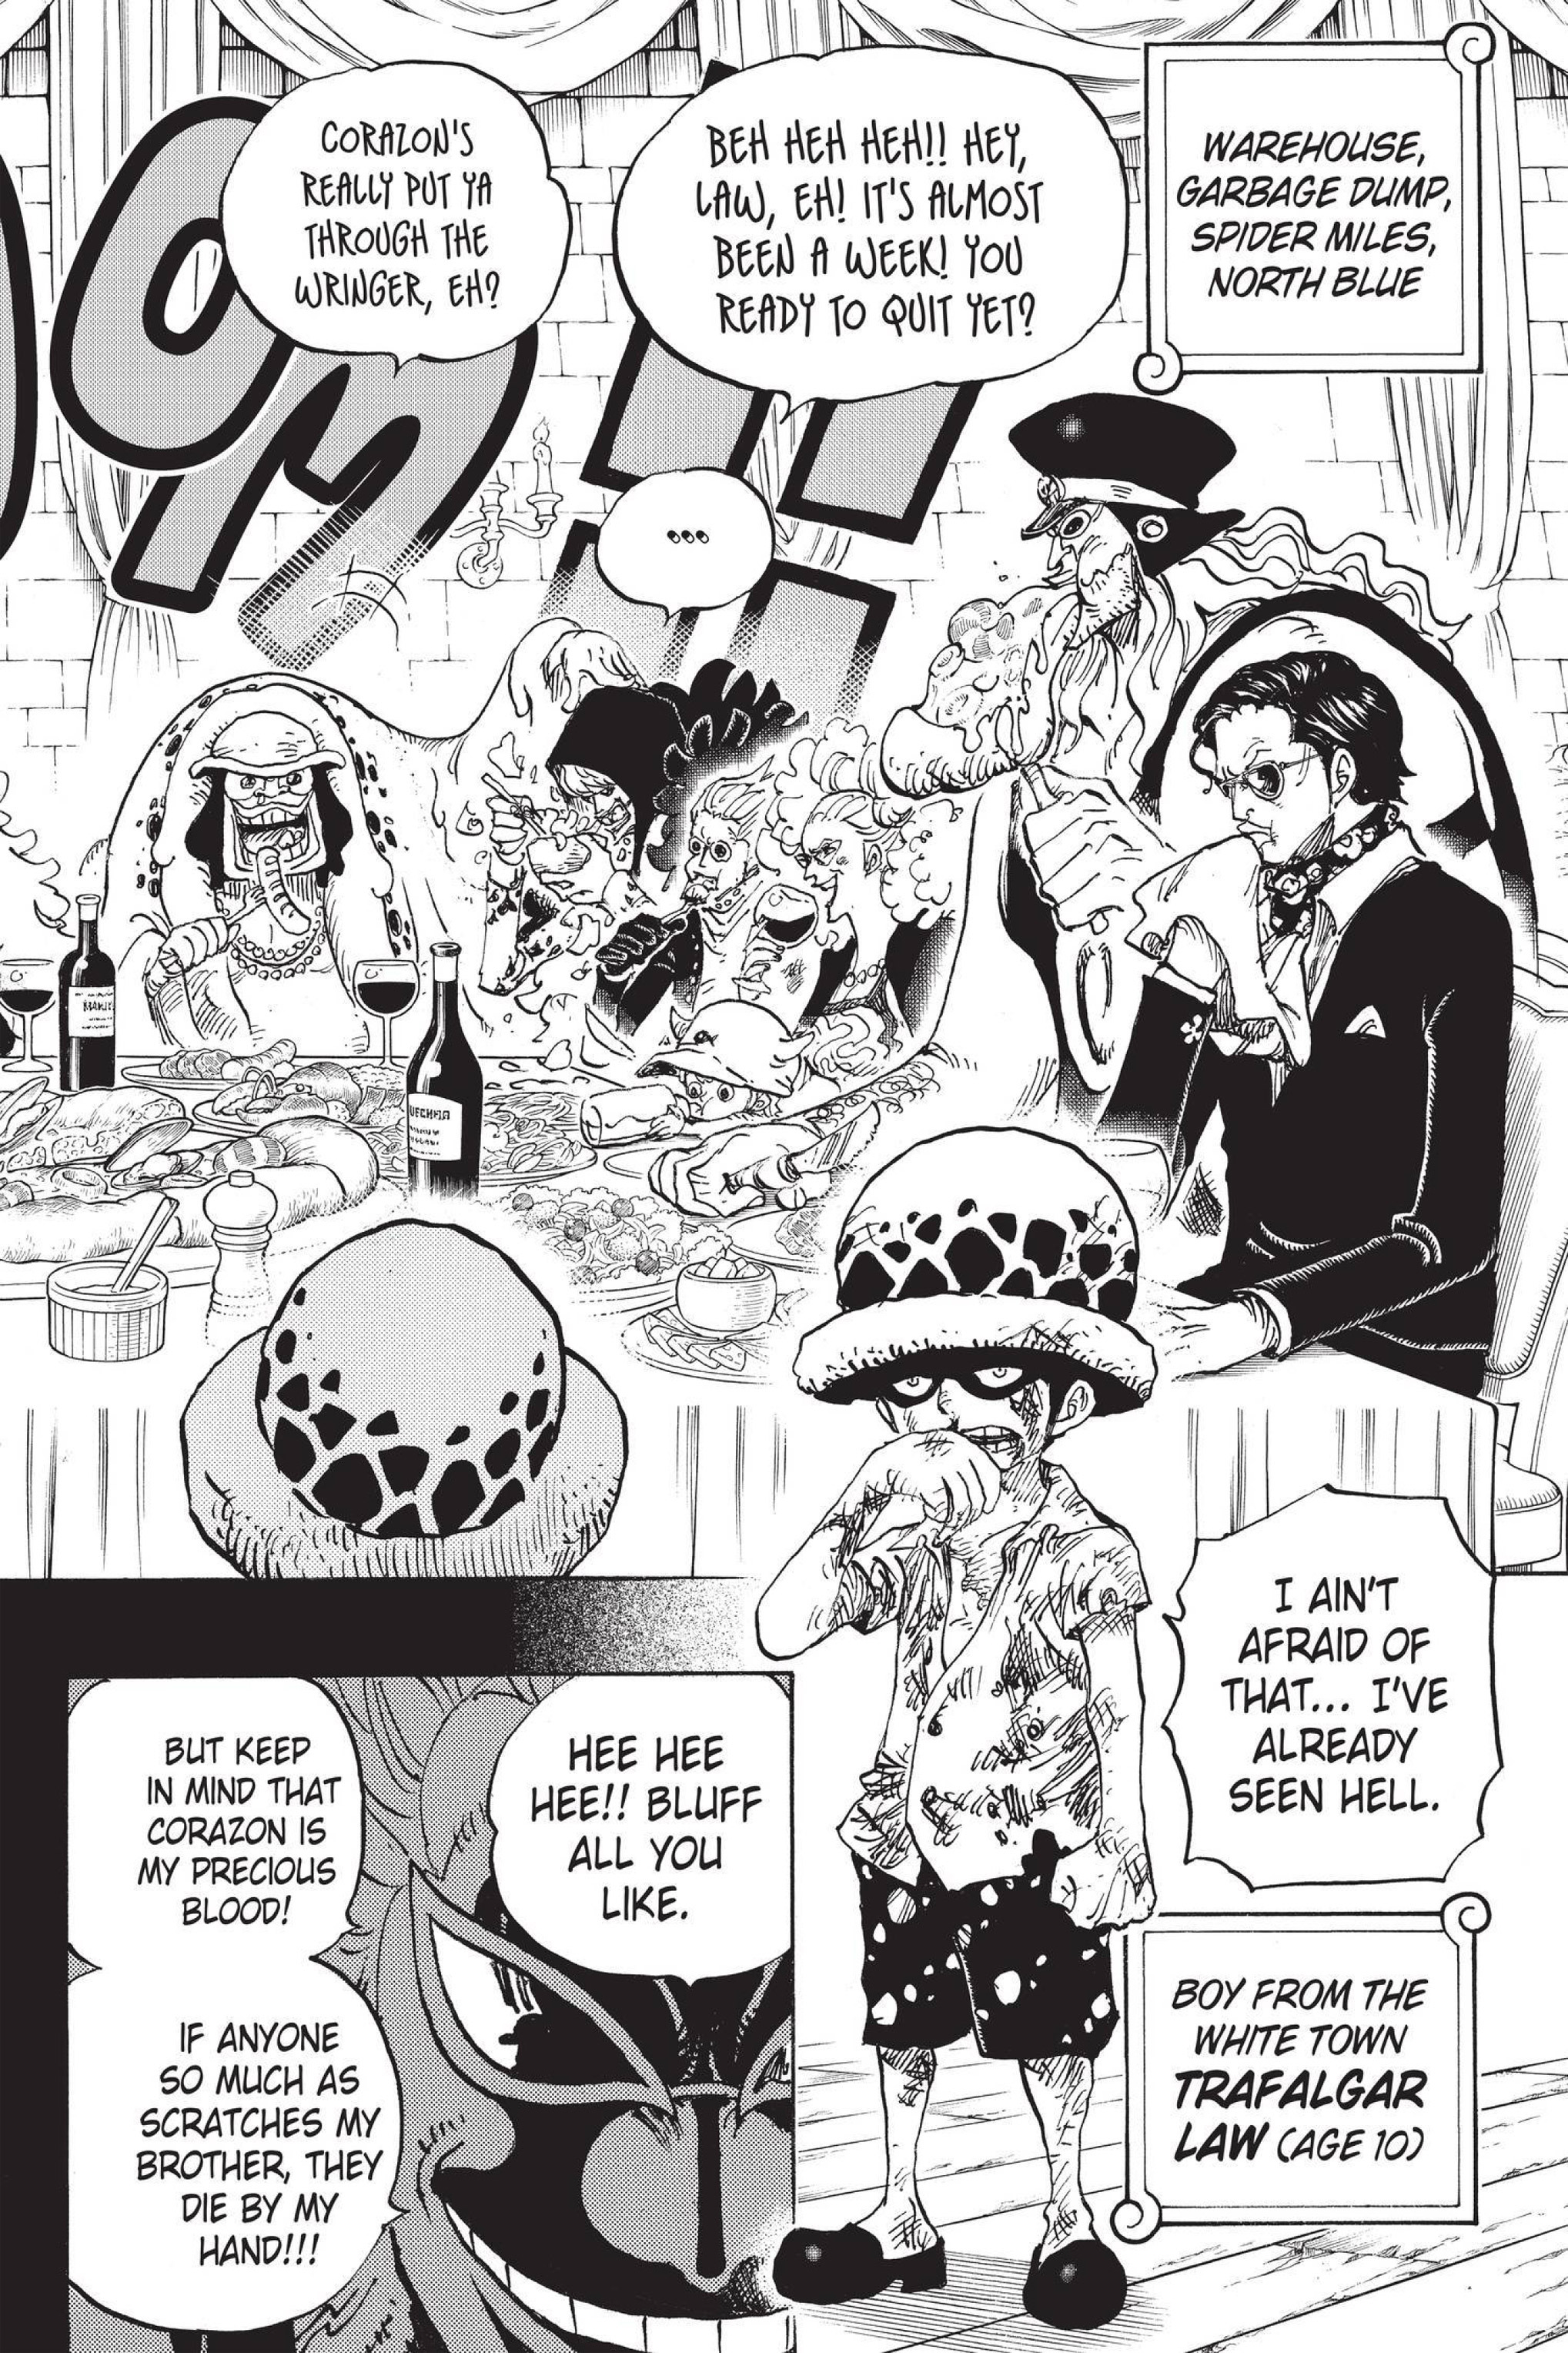 WAREHOUSE,
GARBAGE DUMP,
SPIDER MILES,
NORTH BLUE
BEH HEH HEH!! HEY,
LAW, EH! IT'S ALMOST
BEEN A WEEK! YOU
READY TO QUIT YET?
CORAZON'S
REALLY PUT YA
THROUGH THE
WRINGER, EH?
OM!!
...
I AIN'T
AFRAID OF
THAT... I'VE
ALREADY
SEEN HELL.
BOY FROM THE
WHITE TOWN
TRAFALGAR
LAW (AGE 10)
HEE HEE
HEE!! BLUFF
ALL YOU
LIKE.
BUT KEEP
IN MIND THAT
CORAZON IS
MY PRECIOUS
BLOOD!
IF ANYONE
SO MUCH AS
SCRATCHES MY
BROTHER, THEY
DIE BY MY
HAND!!!